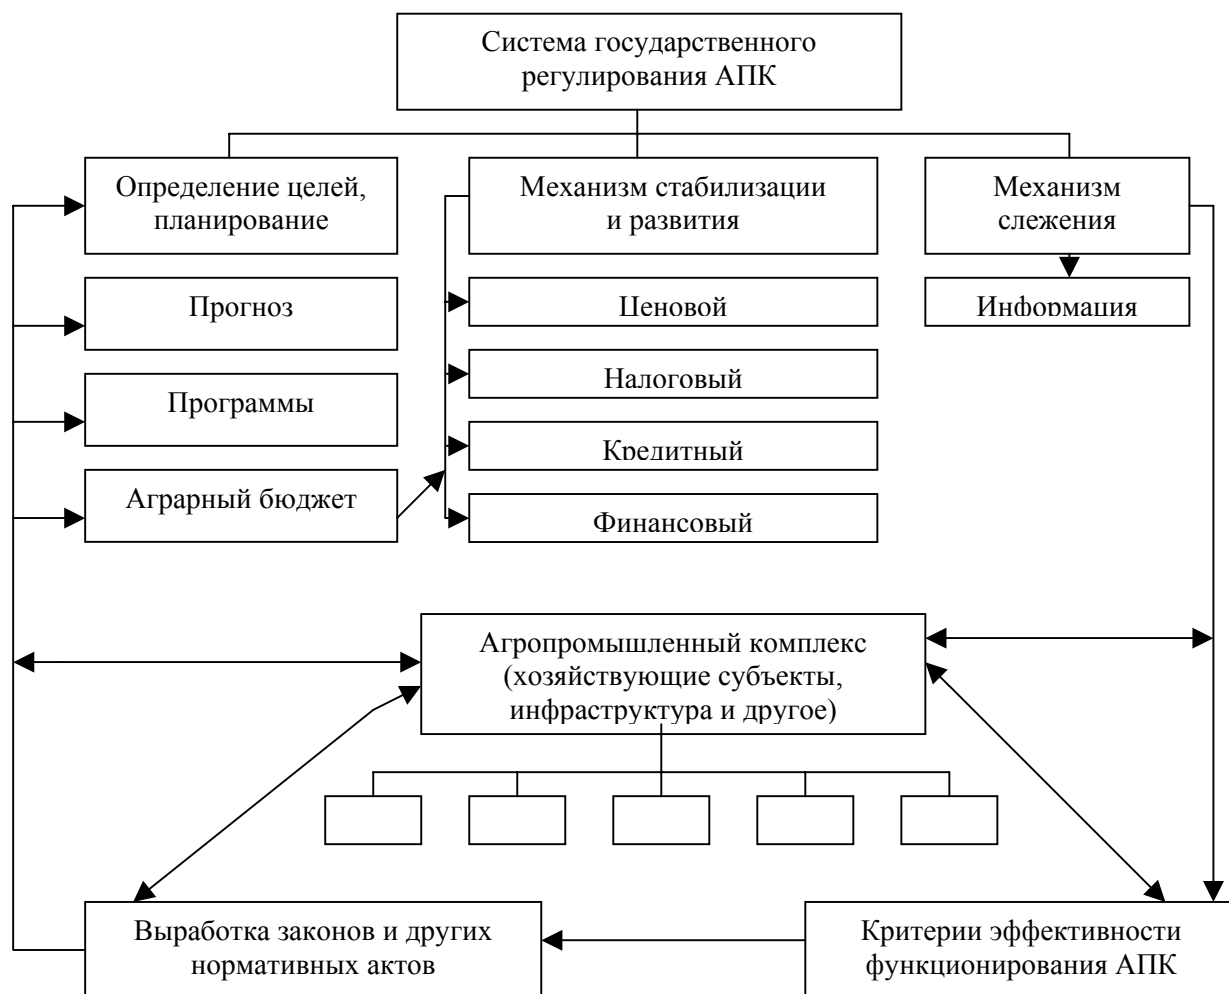 Система государственного
регулирования АПК
Определение целей,
планирование
Механизм стабилизации
и развития
Механизм
слежения
Прогноз
Ценовой
Информация
Налоговый
Программы
Кредитный
Аграрный бюджет
Финансовый
Агропромышленный комплекс
(хозяйствующие субъекты,
инфраструктура и другое)
Выработка законов и других
нормативных актов
Критерии эффективности
функционирования АПК